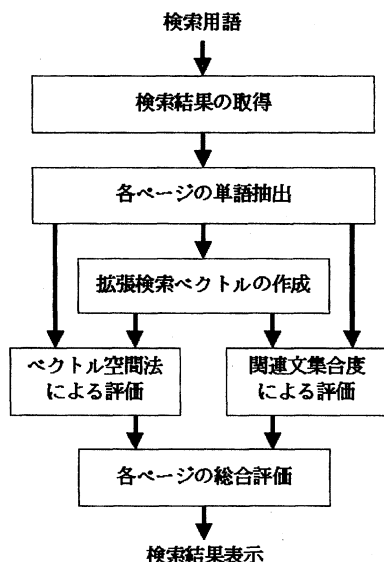 検索用語
検索結果の取得
各ページの単語抽出
拡張検索ベクトルの作成
ベクトル空間法
による評価
関連文集合度
による評価
各ページの総合評価
検索結果表示